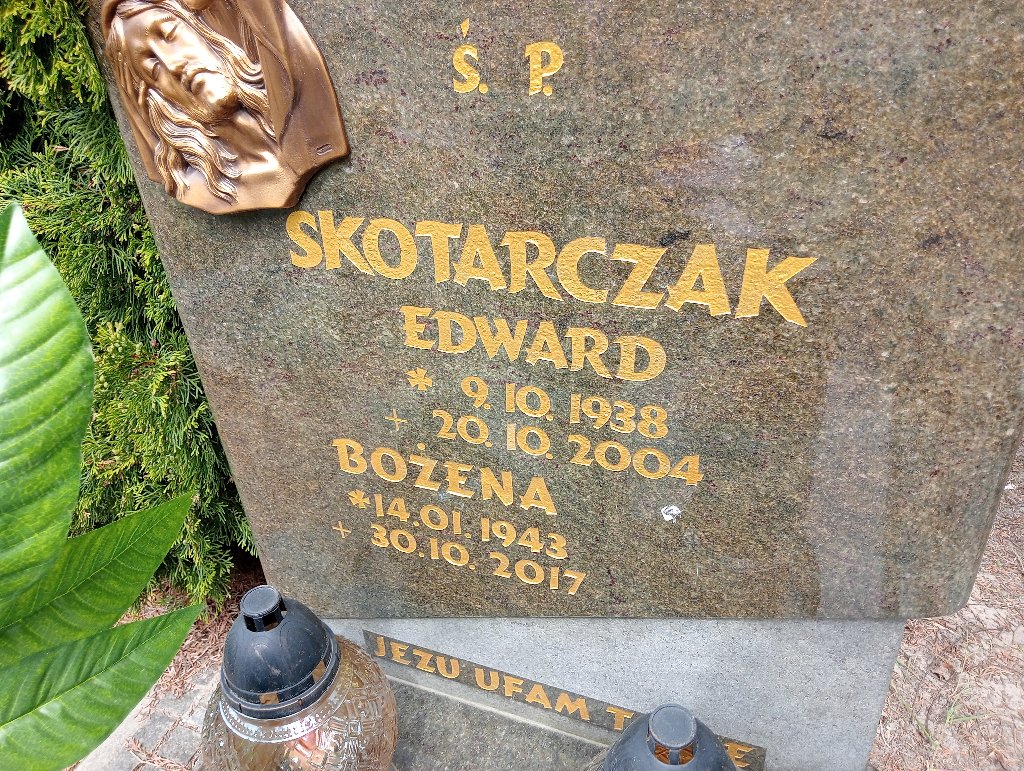 Ś. P.
SKOTARCZAK
EDWARD
* 9. 10. 1938
+ 20. 10. 2004
BOŻENA
*14. 01. 1943
+ 30. 10. 2017
JEZU UFAM